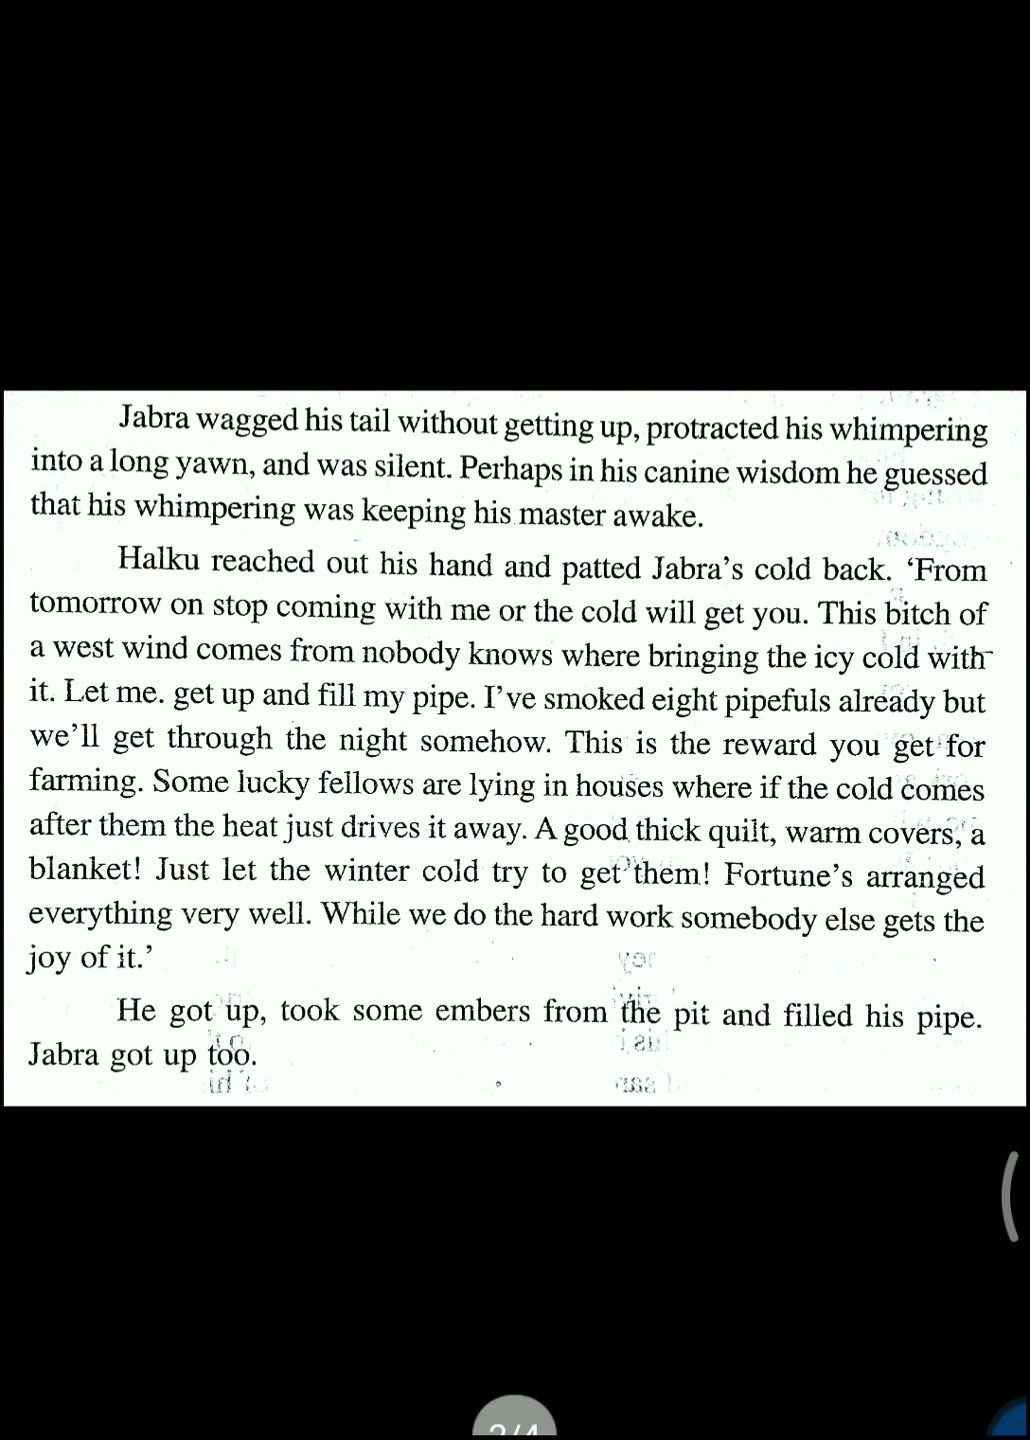 Jabra wagged his tail without getting up, protracted his whimpering
into a long yawn, and was silent. Perhaps in his canine wisdom he guessed
that his whimpering was keeping his master awake.
Halku reached out his hand and patted Jabra's cold back. 'From
tomorrow on stop coming with me or the cold will get you. This bitch of
a west wind comes from nobody knows where bringing the icy cold with
it. Let me. get up and fill my pipe. I've smoked eight pipefuls already but
we'll get through the night somehow. This is the reward you get for
farming. Some lucky fellows are lying in houses where if the cold comes
after them the heat just drives it away. A good thick quilt, warm covers, a
blanket! Just let the winter cold try to get them! Fortune's arranged
everything very well. While we do the hard work somebody else gets the
joy of it.'
He got up, took some embers from the pit and filled his pipe.
Jabra got up too.